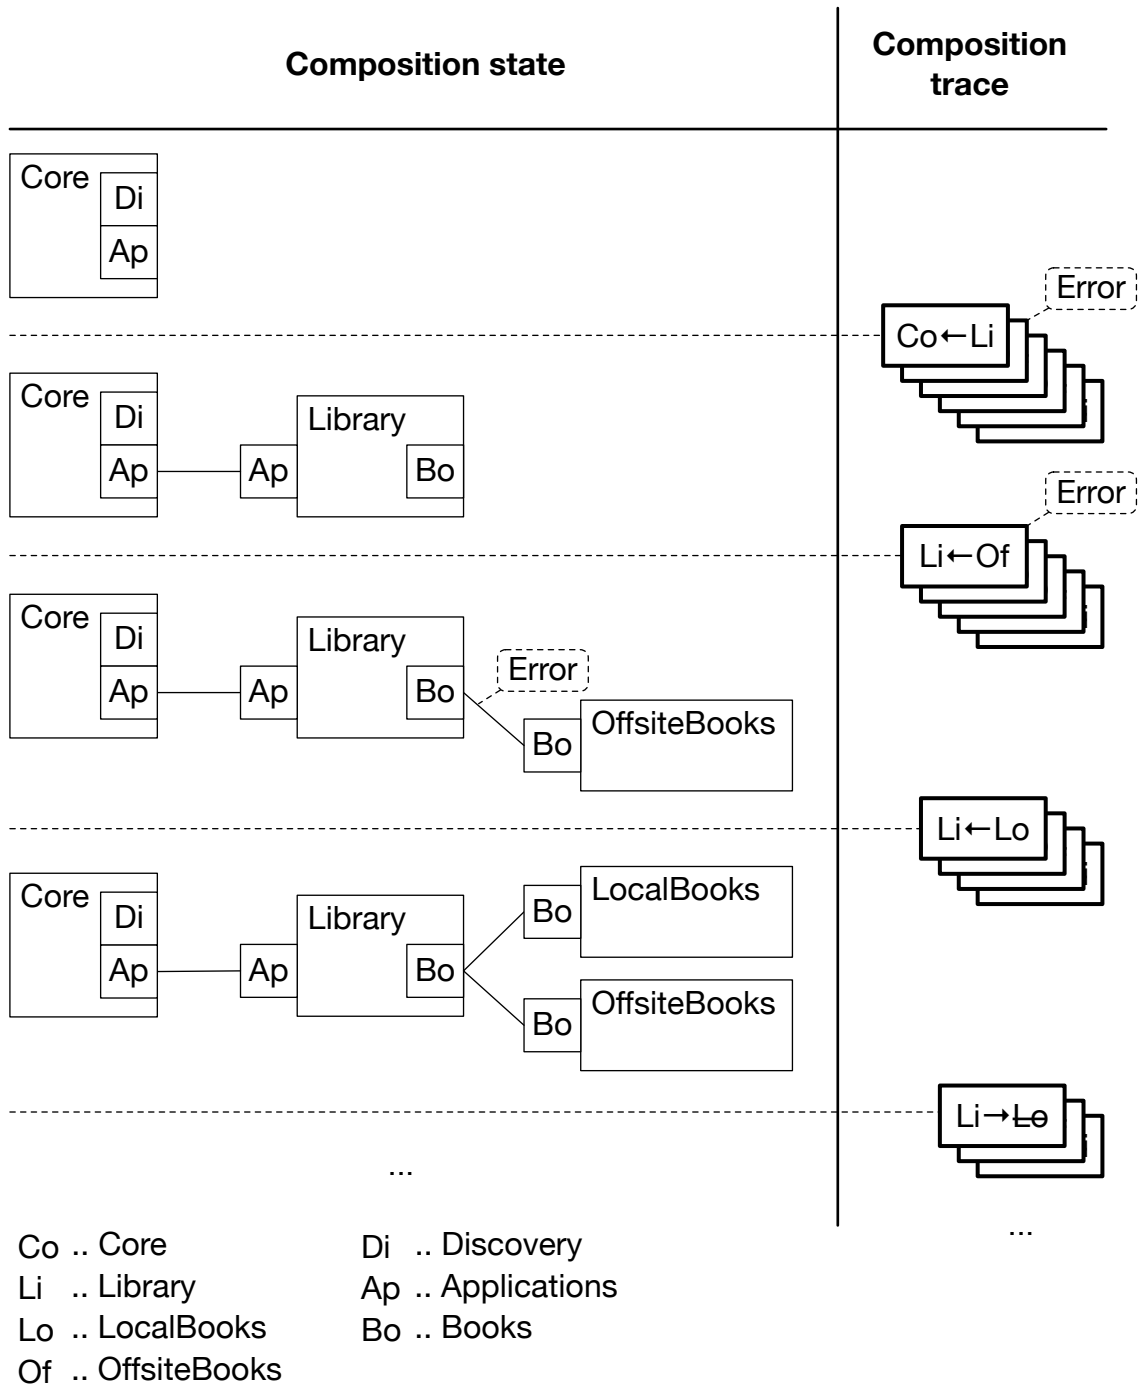 Composition state
Composition
trace
Core
Di
Ap
Error
Co←Li
Core
Di
Library
Ap
Ap
Bo
Error
Li←Of
Core
Di
Library
Error
Ap
Ap
Bo
OffsiteBooks
Bo
Li←Lo
Core
Di
Library
LocalBooks
Bo
Ap
Ap
Bo
OffsiteBooks
Bo
Li→Lo
...
...
Co .. Core
Di .. Discovery
Li .. Library
Ap .. Applications
Lo .. LocalBooks
Bo .. Books
Of .. OffsiteBooks